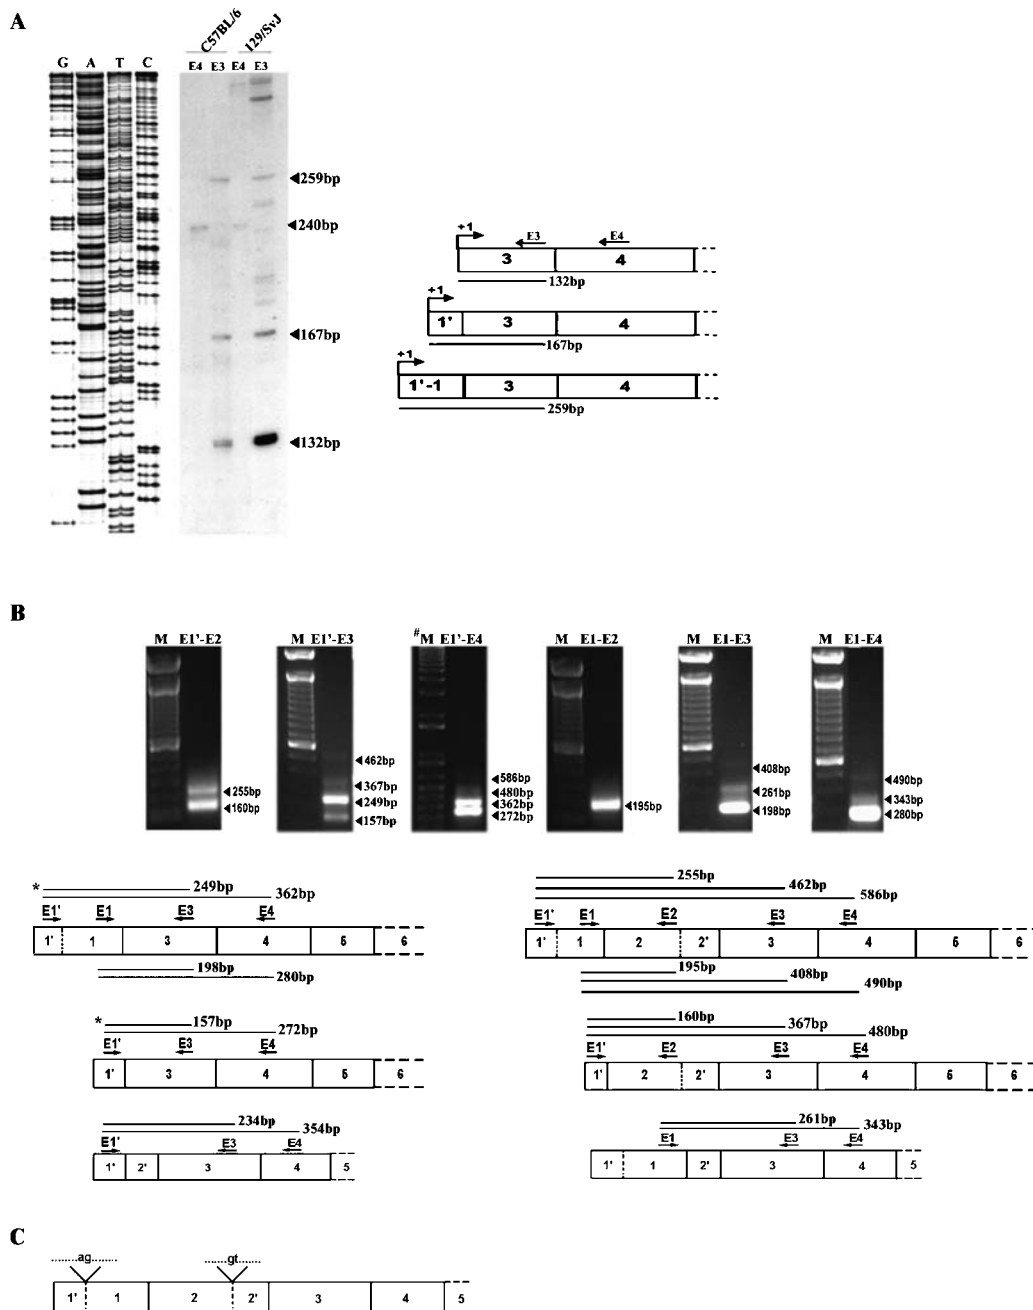 A
C57BL/6 129/SvJ
G A T C E4 E3 E4 E3
259bp
240bp
167bp
132bp
+1
E3 E4
3 4
132bp
+1
1' 3 4
167bp
+1
1'-1 3 4
259bp
B
M E1'-E2
255bp
160bp
M E1'-E3
462bp
367bp
249bp
157bp
# M E1'-E4
586bp
480bp
362bp
272bp
M E1-E2
195bp
M E1-E3
408bp
261bp
198bp
M E1-E4
490bp
343bp
280bp
249bp
* 362bp
E1' E1 E3 E4
1' 1 3 4 5 6
198bp
280bp
* 157bp
272bp
E1' E3 E4
1' 3 4 5 6
234bp
354bp
E1' E3 E4
1' 2' 3 4 5
255bp
462bp
586bp
E1' E1 E2 E3 E4
1' 1 2 2' 3 4 5 6
195bp
408bp
490bp
160bp
367bp
480bp
E1' E2 E3 E4
1' 2 2' 3 4 5 6
261bp
343bp
E1 E3 E4
1' 1 2' 3 4 5
C
ag gt
1' 1 2 2' 3 4 5